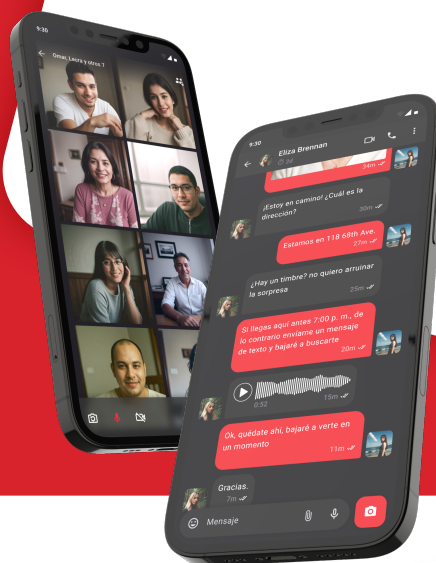 9:30
Omar, Laura y otros 7
9:30
Eliza Brennan
2d
34m
¡Estoy en camino! ¿Cuál es la
dirección?
30m
Estamos en 118 68th Ave.
27m
¿Hay un timbre? no quiero arruinar
la sorpresa
25m
Si llegas aquí antes 7:00 p. m., de
lo contrario envíame un mensaje
de texto y bajaré a buscarte
20m
0:52
15m
Ok, quédate ahí, bajaré a verte en
un momento
11m
Gracias.
7m
Mensaje